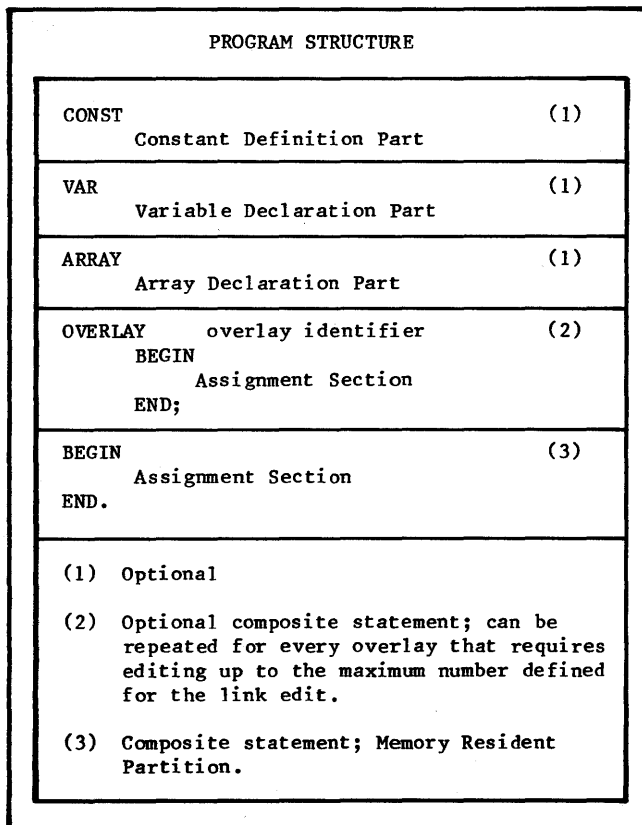 PROGRAM STRUCTURE
CONST (1)
Constant Definition Part
VAR (1)
Variable Declaration Part
ARRAY (1)
Array Declaration Part
OVERLAY overlay identifier (2)
BEGIN
Assignment Section
END;
BEGIN (3)
Assignment Section
END.
(1) Optional
(2) Optional composite statement; can be
repeated for every overlay that requires
editing up to the maximum number defined
for the link edit.
(3) Composite statement; Memory Resident
Partition.